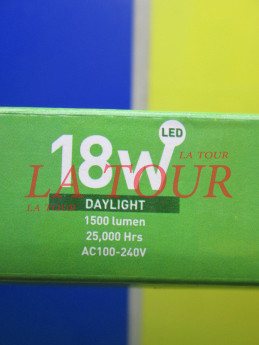 LED
18W
LA TOUR
LA TOUR
LA TOUR
DAYLIGHT
1500 lumen
25,000 Hrs
AC100-240V